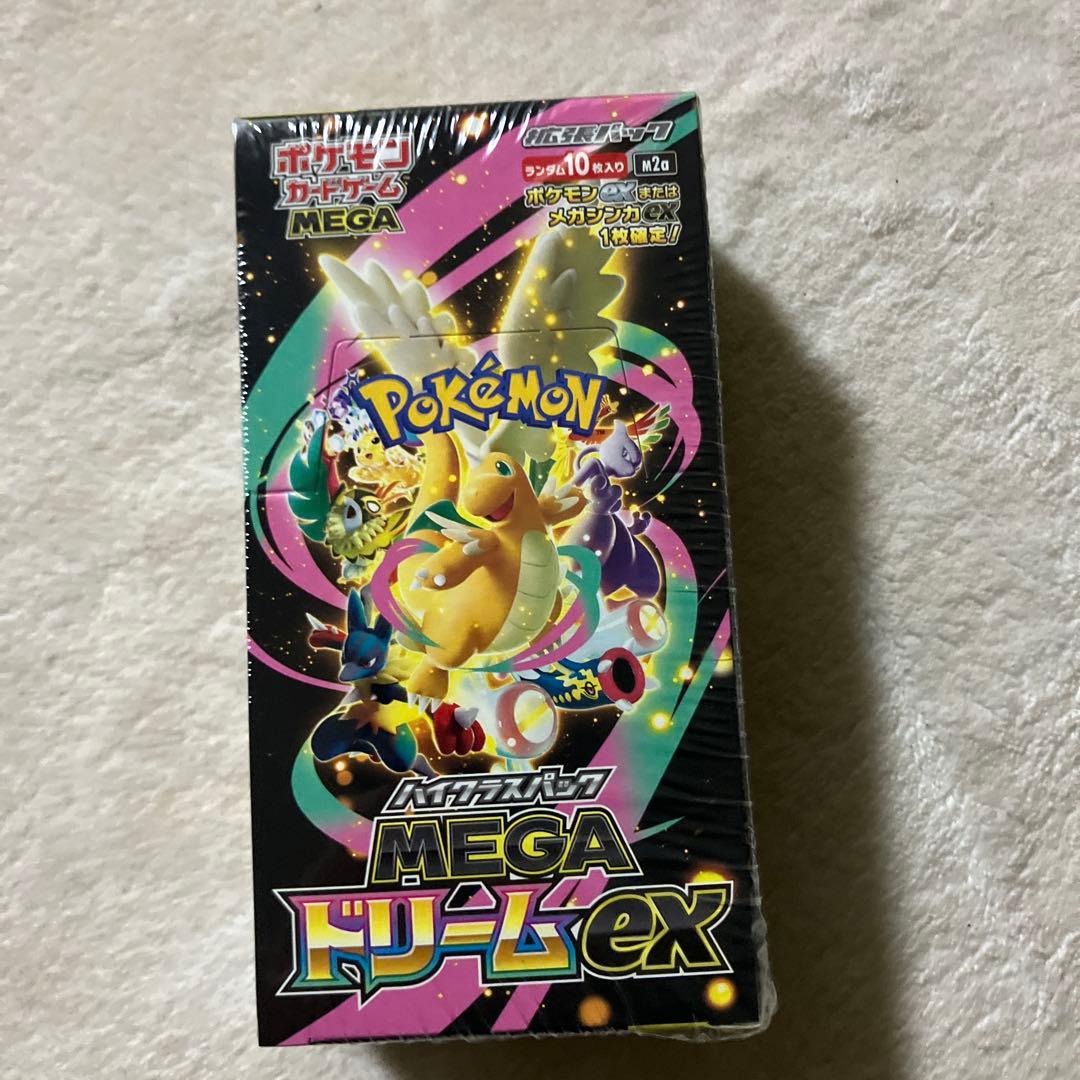 ポケモン
カードゲーム
MEGA
拡張パック
ランダム10枚入り M2a
ポケモンexまたは
メガシンカex
1枚確定!
POKéMON
ハイクラスパック
MEGA
ドリームex